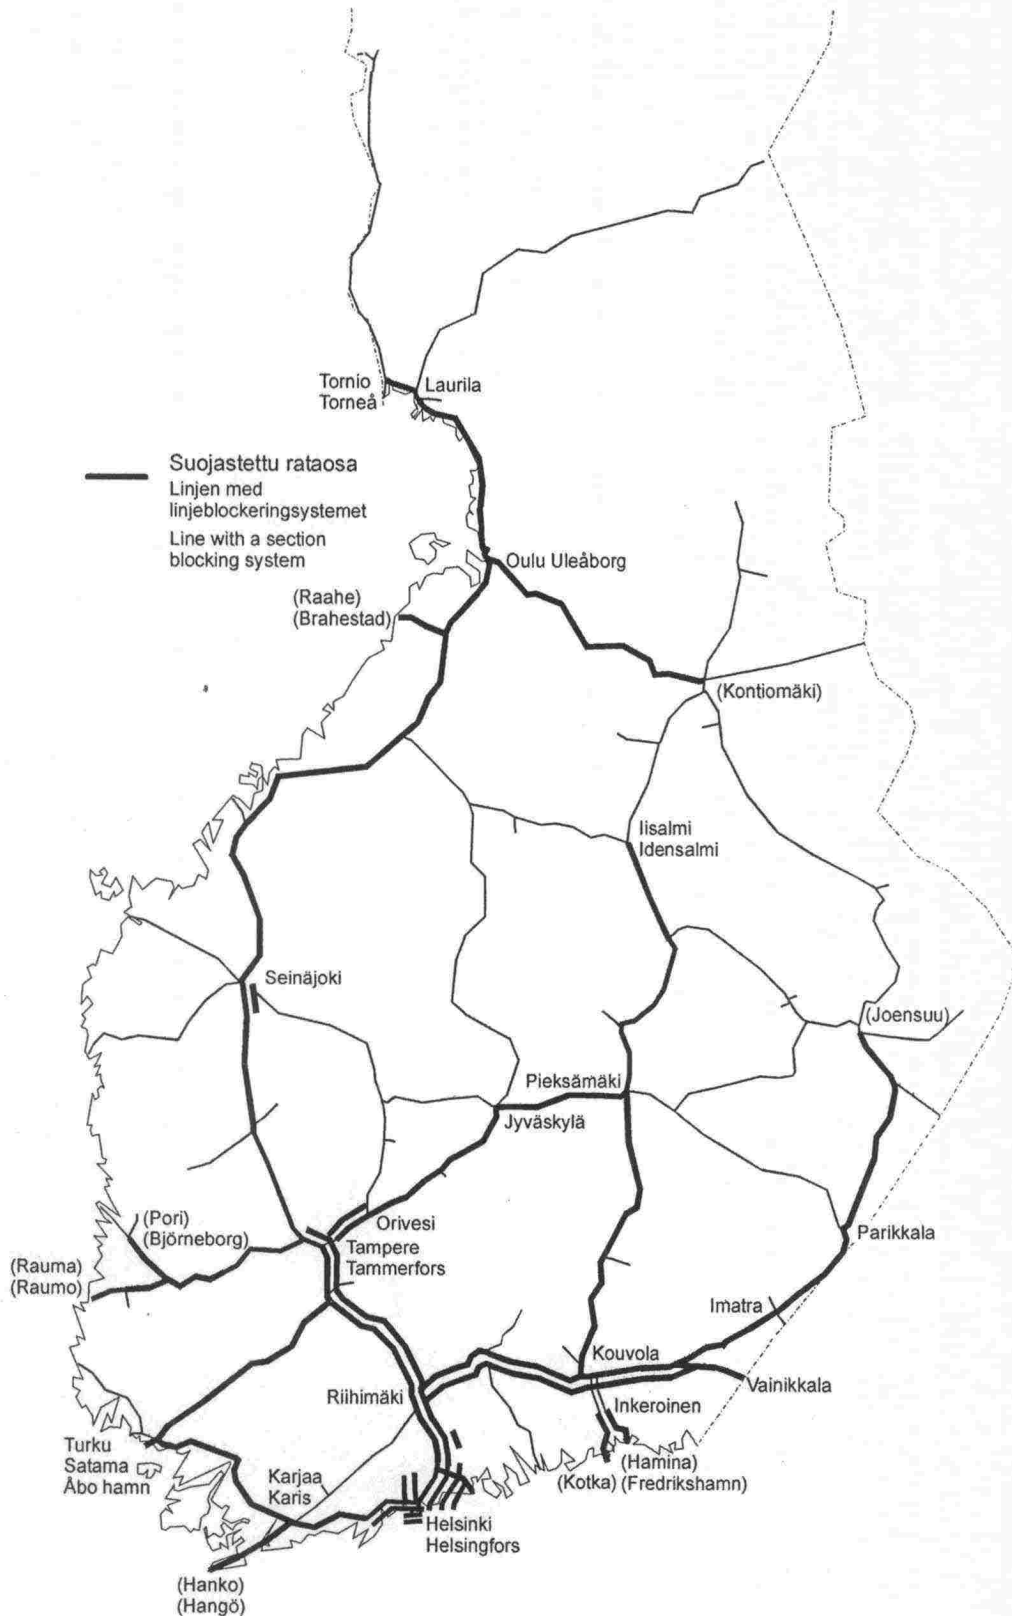 Tornio
Torneå
Laurila
Suojastettu rataosa
Linjen med
linjeblockeringsystemet
Line with a section
blocking system
Oulu Uleåborg
(Raahe)
(Brahestad)
(Kontiomäki)
Iisalmi
Idensalmi
Seinäjoki
(Joensuu)
Pieksämäki
Jyväskylä
(Pori)
(Björneborg)
Orivesi
Tampere
Tammerfors
Parikkala
(Rauma)
(Raumo)
Imatra
Kouvola
Vainikkala
Riihimäki
Inkeroinen
Turku
Satama
Åbo hamn
Karjaa
Karis
(Hamina)
(Kotka) (Fredrikshamn)
Helsinki
Helsingfors
(Hanko)
(Hangö)